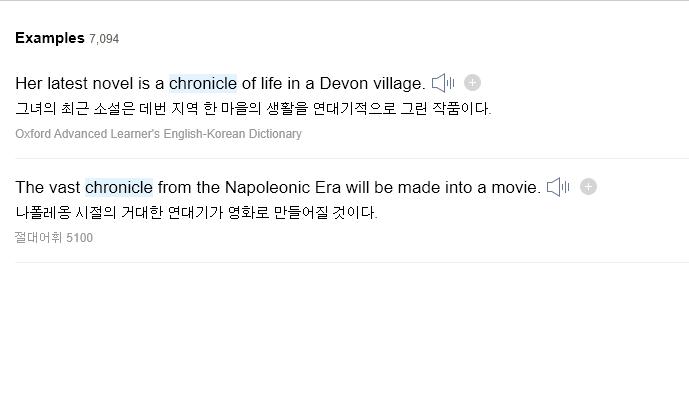 Examples 7,094
Her latest novel is a chronicle of life in a Devon village.
그녀의 최근 소설은 데번 지역 한 마을의 생활을 연대기적으로 그린 작품이다.
Oxford Advanced Learner's English-Korean Dictionary
The vast chronicle from the Napoleonic Era will be made into a movie.
나폴레옹 시절의 거대한 연대기가 영화로 만들어질 것이다.
절대어휘 5100